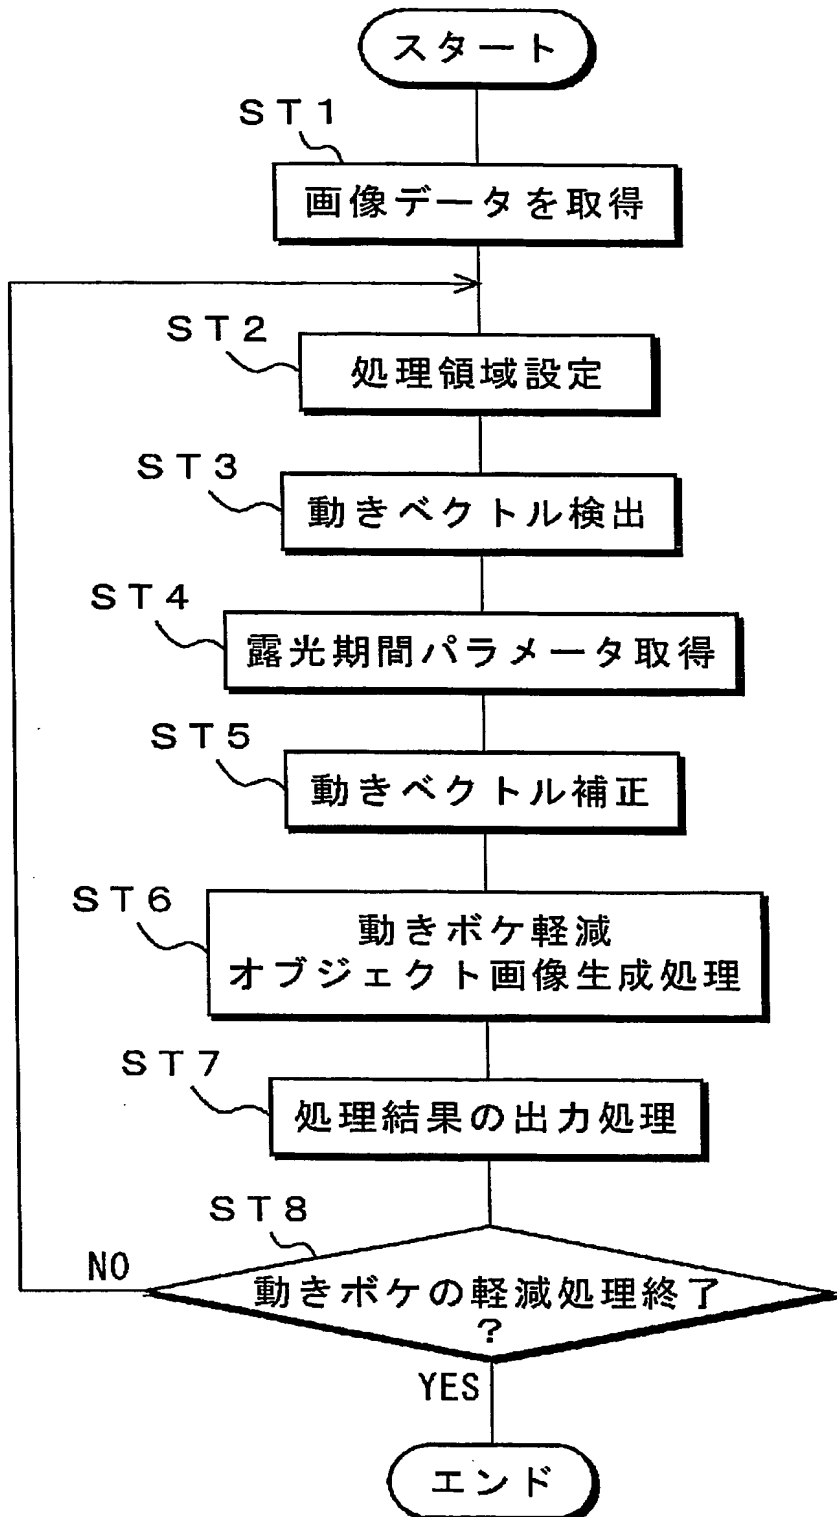 スタート
ST1
画像データを取得
ST2
処理領域設定
ST3
動きベクトル検出
ST4
露光期間パラメータ取得
ST5
動きベクトル補正
ST6
動きボケ軽減
オブジェクト画像生成処理
ST7
処理結果の出力処理
ST8
NO
動きボケの軽減処理終了
?
YES
エンド